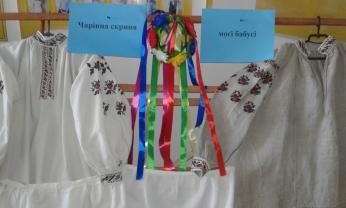 Чарівна скриня
моєї бабусі